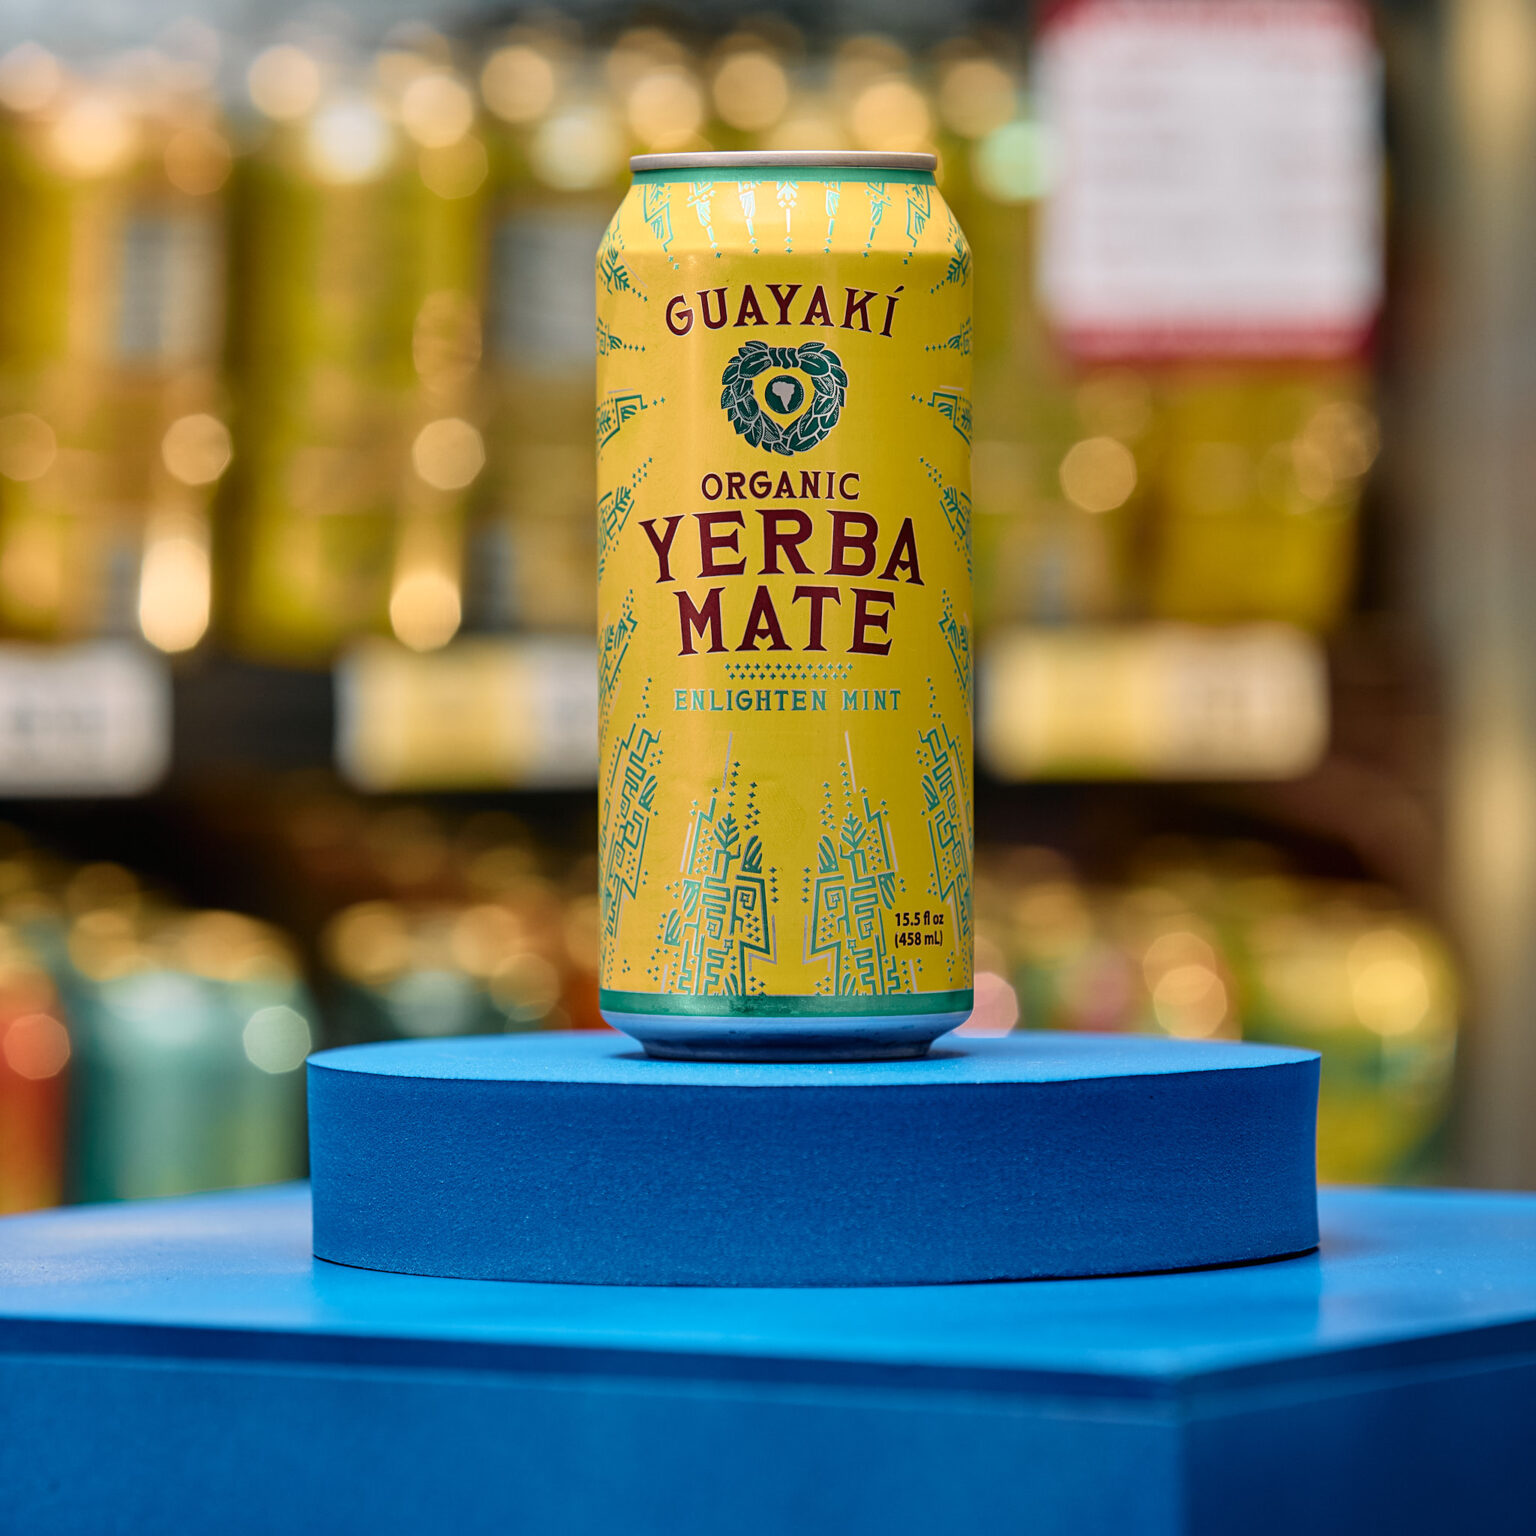 GUAYAKÍ
ORGANIC
YERBA
MATE
ENLIGHTEN MINT
15.5 fl oz
(458 mL)